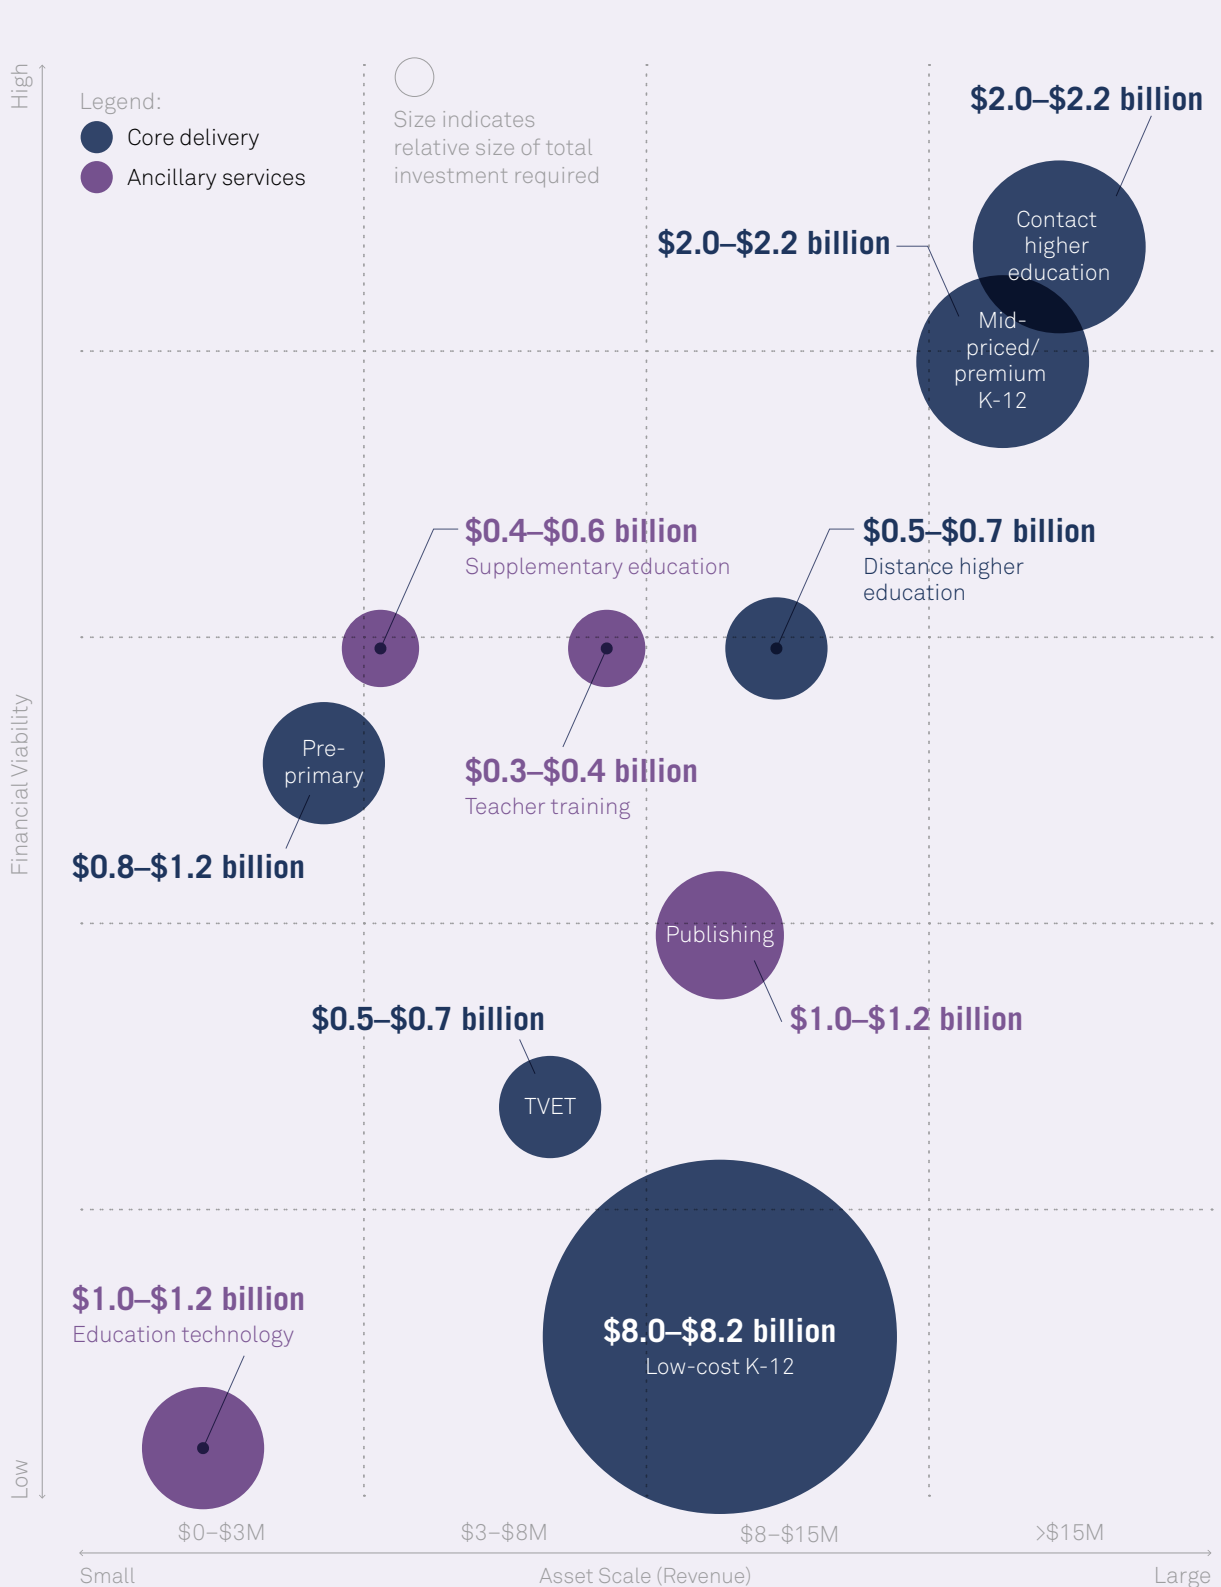 High
Legend:
Core delivery
Ancillary services
Size indicates
relative size of total
investment required
$2.0–$2.2 billion
Contact
higher
education
$2.0–$2.2 billion
Mid-
priced/
premium
K-12
$0.4–$0.6 billion
Supplementary education
$0.5–$0.7 billion
Distance higher
education
Financial Viability
Pre-
primary
$0.8–$1.2 billion
$0.3–$0.4 billion
Teacher training
Publishing
$1.0–$1.2 billion
$0.5–$0.7 billion
TVET
$1.0–$1.2 billion
Education technology
$8.0–$8.2 billion
Low-cost K-12
Low
$0–$3M
$3–$8M
$8–$15M
>$15M
Small
Asset Scale (Revenue)
Large